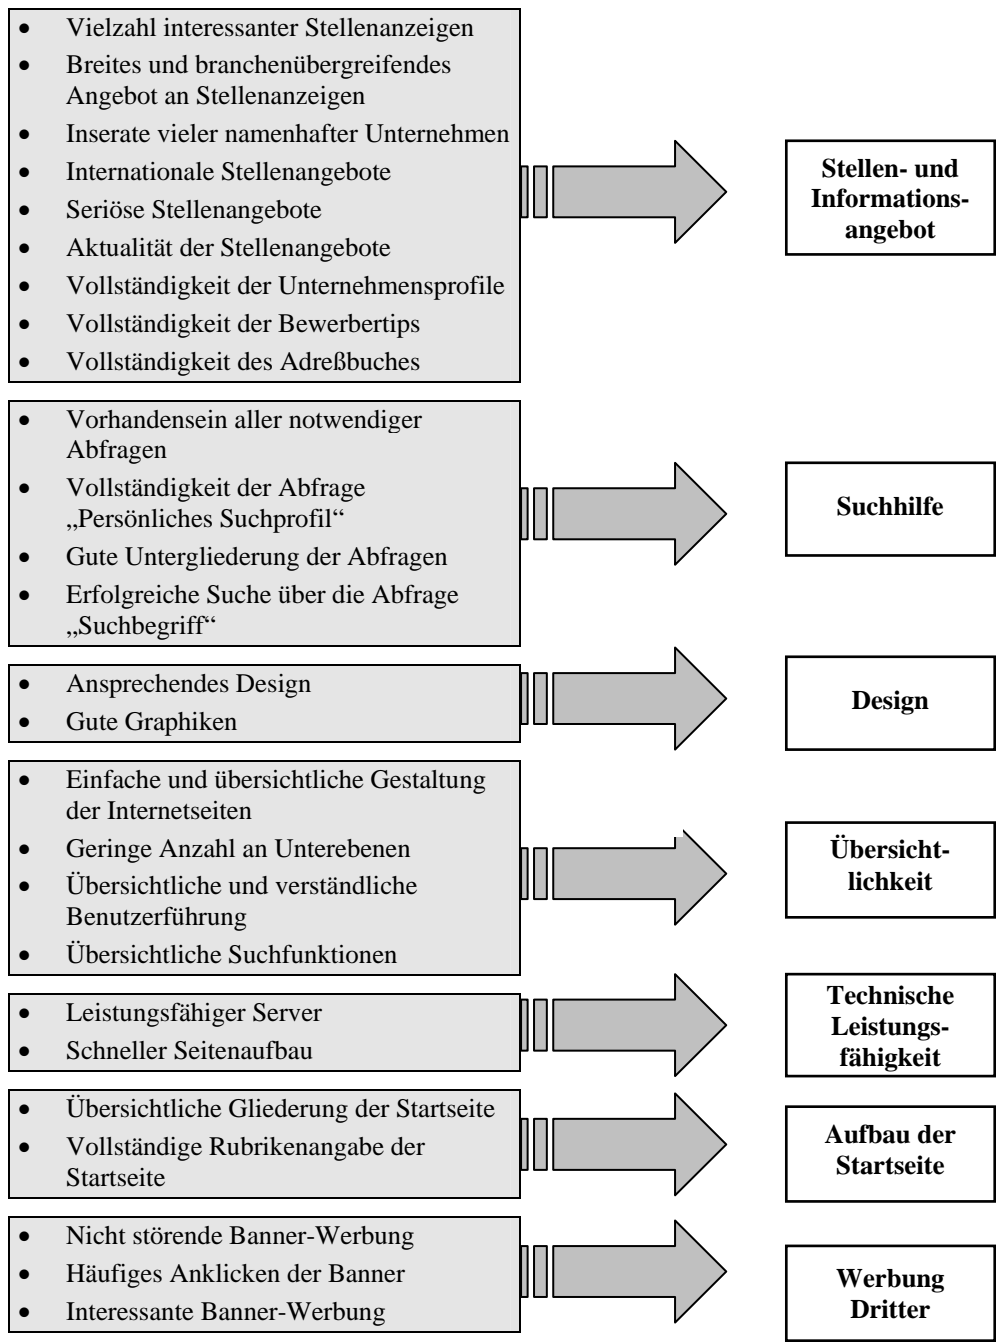 • Vielzahl interessanter Stellenanzeigen
• Breites und branchenübergreifendes
Angebot an Stellenanzeigen
• Inserate vieler namenhafter Unternehmen
• Internationale Stellenangebote
• Seriöse Stellenangebote
• Aktualität der Stellenangebote
• Vollständigkeit der Unternehmensprofile
• Vollständigkeit der Bewerbertips
• Vollständigkeit des Adreßbuches
Stellen- und
Informations-
angebot
• Vorhandensein aller notwendiger
Abfragen
• Vollständigkeit der Abfrage
„Persönliches Suchprofil“
• Gute Untergliederung der Abfragen
• Erfolgreiche Suche über die Abfrage
„Suchbegriff“
Suchhilfe
• Ansprechendes Design
• Gute Graphiken
Design
• Einfache und übersichtliche Gestaltung
der Internetseiten
• Geringe Anzahl an Unterebenen
• Übersichtliche und verständliche
Benutzerführung
• Übersichtliche Suchfunktionen
Übersicht-
lichkeit
• Leistungsfähiger Server
• Schneller Seitenaufbau
Technische
Leistungs-
fähigkeit
• Übersichtliche Gliederung der Startseite
• Vollständige Rubrikenangabe der
Startseite
Aufbau der
Startseite
• Nicht störende Banner-Werbung
• Häufiges Anklicken der Banner
• Interessante Banner-Werbung
Werbung
Dritter